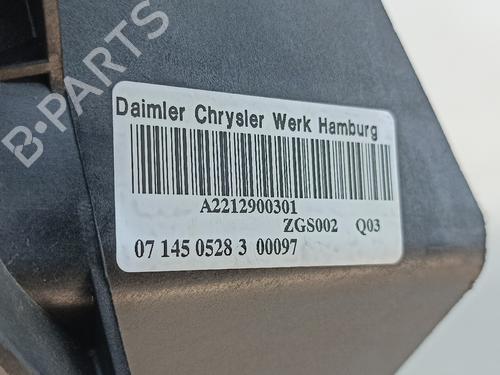 B-PARTS
Daimler Chrysler Werk Hamburg
A2212900301
ZGS002 Q03
07 145 0528 3 00097